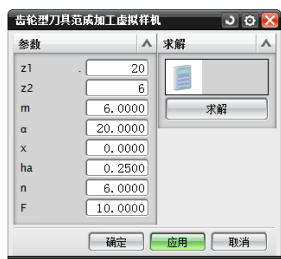 齿轮型刀具范成加工虚拟样机
参数
求解
z1 20
z2 6
m 6.0000
α 20.0000
x 0.0000
ha 0.2500
n 6.0000
F 10.0000
求解
确定 应用 取消